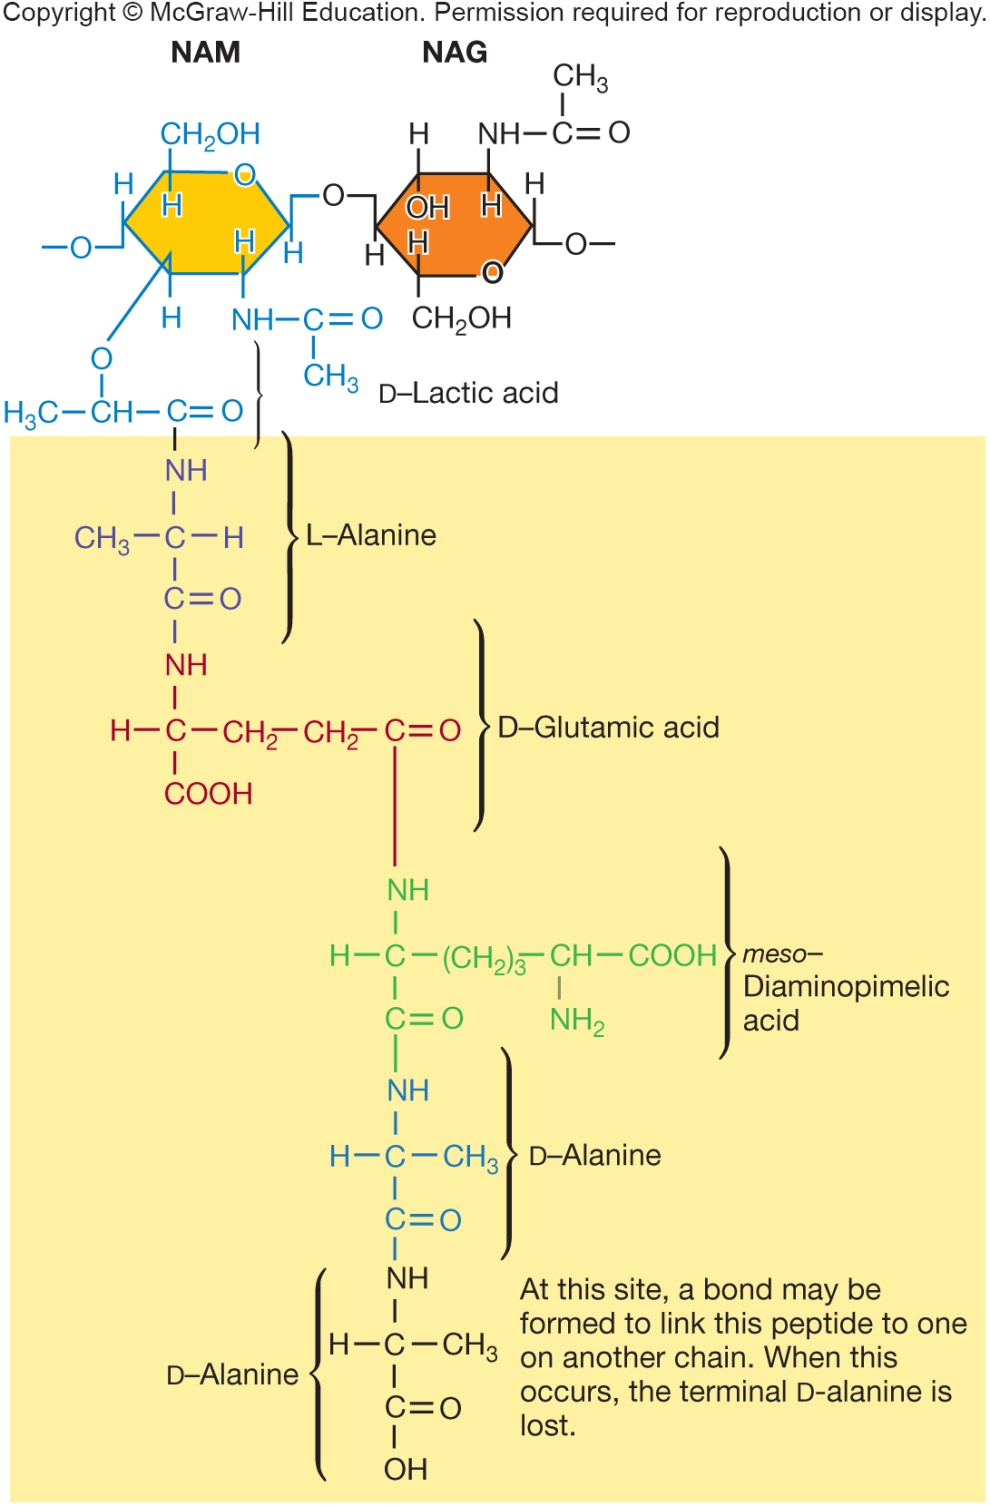 Copyright © McGraw-Hill Education. Permission required for reproduction or display.
NAM NAG
CH3
CH2OH H NH—C=O
H O H
H OH H
—O— —O— —O—
H H H H
H NH—C=O CH2OH
O CH3
D–Lactic acid
H3C—CH—C=O
NH
CH3—C—H L–Alanine
C=O
NH
H—C—CH2—CH2—C=O D–Glutamic acid
COOH
NH
H—C—(CH2)3—CH—COOH meso–
Diaminopimelic
C=O NH2 acid
NH
H—C—CH3 D–Alanine
C=O
NH
H—C—CH3
D–Alanine
C=O
OH
At this site, a bond may be
formed to link this peptide to one
on another chain. When this
occurs, the terminal D-alanine is
lost.